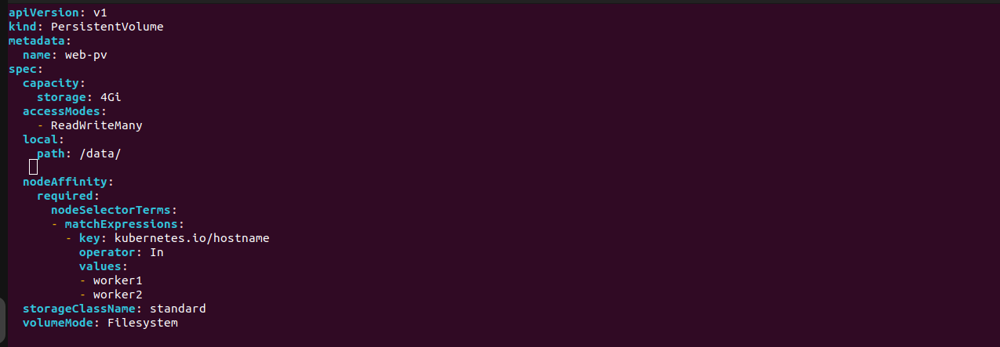 apiVersion: v1
kind: PersistentVolume
metadata:
  name: web-pv
spec:
  capacity:
    storage: 4Gi
  accessModes:
    - ReadWriteMany
  local:
    path: /data/

  nodeAffinity:
    required:
      nodeSelectorTerms:
      - matchExpressions:
        - key: kubernetes.io/hostname
          operator: In
          values:
          - worker1
          - worker2
  storageClassName: standard
  volumeMode: Filesystem